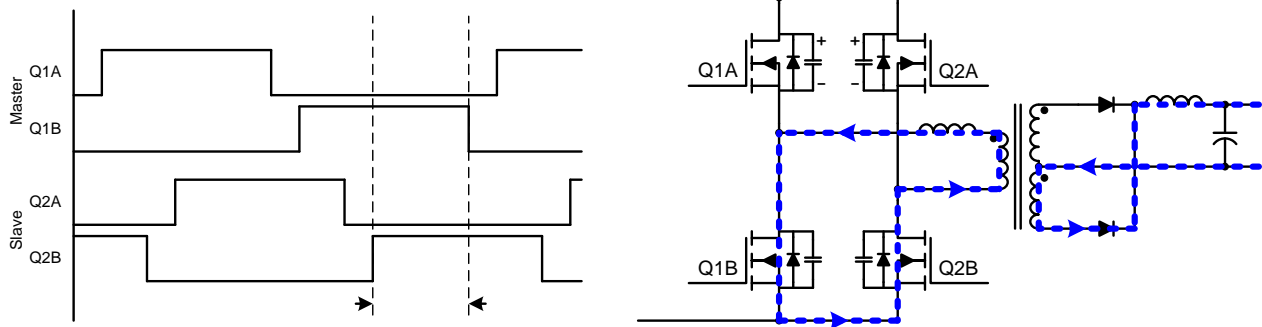 Master
Q1A
Q1B
Slave
Q2A
Q2B
Q1A
+
−
+
−
Q2A
Q1B
Q2B